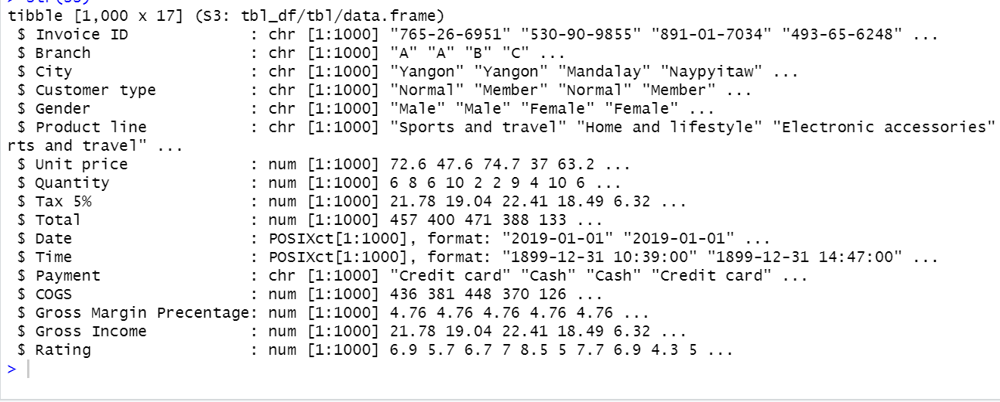 > str(SS)
tibble [1,000 x 17] (S3: tbl_df/tbl/data.frame)
 $ Invoice ID             : chr [1:1000] "765-26-6951" "530-90-9855" "891-01-7034" "493-65-6248" ...
 $ Branch                 : chr [1:1000] "A" "A" "B" "C" ...
 $ City                   : chr [1:1000] "Yangon" "Yangon" "Mandalay" "Naypyitaw" ...
 $ Customer type          : chr [1:1000] "Normal" "Member" "Normal" "Member" ...
 $ Gender                 : chr [1:1000] "Male" "Male" "Female" "Female" ...
 $ Product line           : chr [1:1000] "Sports and travel" "Home and lifestyle" "Electronic accessories"
rts and travel" ...
 $ Unit price             : num [1:1000] 72.6 47.6 74.7 37 63.2 ...
 $ Quantity               : num [1:1000] 6 8 6 10 2 2 9 4 10 6 ...
 $ Tax 5%                 : num [1:1000] 21.78 19.04 22.41 18.49 6.32 ...
 $ Total                  : num [1:1000] 457 400 471 388 133 ...
 $ Date                   : POSIXct[1:1000], format: "2019-01-01" "2019-01-01" ...
 $ Time                   : POSIXct[1:1000], format: "1899-12-31 10:39:00" "1899-12-31 14:47:00" ...
 $ Payment                : chr [1:1000] "Credit card" "Cash" "Cash" "Credit card" ...
 $ COGS                   : num [1:1000] 436 381 448 370 126 ...
 $ Gross Margin Precentage: num [1:1000] 4.76 4.76 4.76 4.76 4.76 ...
 $ Gross Income           : num [1:1000] 21.78 19.04 22.41 18.49 6.32 ...
 $ Rating                 : num [1:1000] 6.9 5.7 6.7 7 8.5 5 7.7 6.9 4.3 5 ...
>